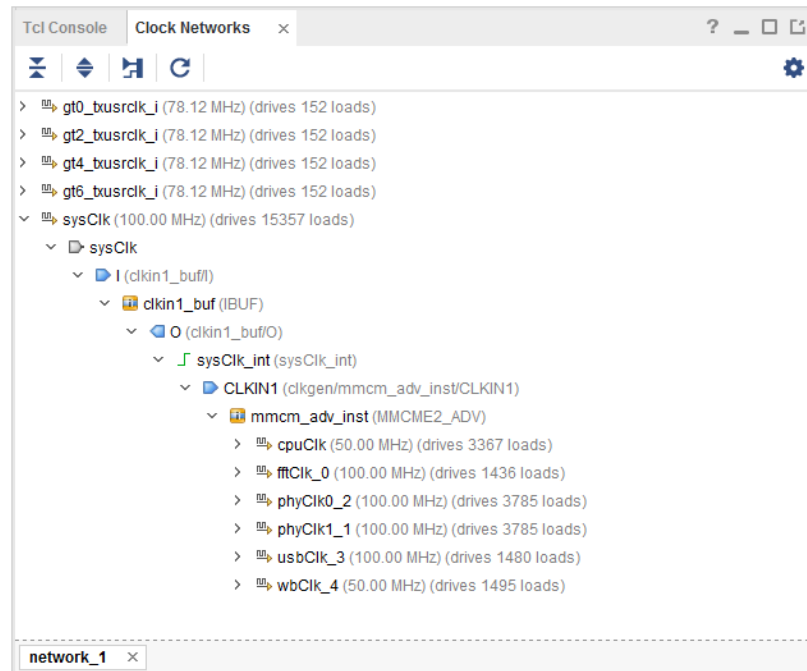 Tcl Console Clock Networks
gt0_txusrclk_i (78.12 MHz) (drives 152 loads)
gt2_txusrclk_i (78.12 MHz) (drives 152 loads)
gt4_txusrclk_i (78.12 MHz) (drives 152 loads)
gt6_txusrclk_i (78.12 MHz) (drives 152 loads)
sysClk (100.00 MHz) (drives 15357 loads)
sysClk
I (clkin1_buf/I)
clkin1_buf (IBUF)
O (clkin1_buf/O)
sysClk_int (sysClk_int)
CLKIN1 (clkgen/mmcm_adv_inst/CLKIN1)
mmcm_adv_inst (MMCME2_ADV)
cpuClk (50.00 MHz) (drives 3367 loads)
fftClk_0 (100.00 MHz) (drives 1436 loads)
phyClk0_2 (100.00 MHz) (drives 3785 loads)
phyClk1_1 (100.00 MHz) (drives 3785 loads)
usbClk_3 (100.00 MHz) (drives 1480 loads)
wbClk_4 (50.00 MHz) (drives 1495 loads)
network_1